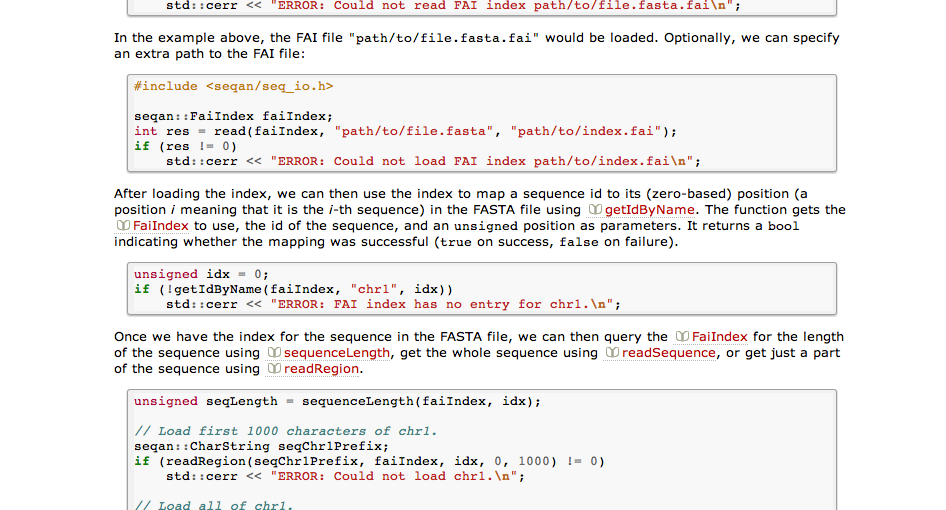 std::cerr << "ERROR: Could not read FAI index path/to/file.fasta.fai\n";
In the example above, the FAI file "path/to/file.fasta.fai" would be loaded. Optionally, we can specify
an extra path to the FAI file:
#include <seqan/seq_io.h>
seqan::FaiIndex faiIndex;
int res = read(faiIndex, "path/to/file.fasta", "path/to/index.fai");
if (res != 0)
    std::cerr << "ERROR: Could not load FAI index path/to/index.fai\n";
After loading the index, we can then use the index to map a sequence id to its (zero-based) position (a
position i meaning that it is the i-th sequence) in the FASTA file using getIdByName. The function gets the
FaiIndex to use, the id of the sequence, and an unsigned position as parameters. It returns a bool
indicating whether the mapping was successful (true on success, false on failure).
unsigned idx = 0;
if (!getIdByName(faiIndex, "chr1", idx))
    std::cerr << "ERROR: FAI index has no entry for chr1.\n";
Once we have the index for the sequence in the FASTA file, we can then query the FaiIndex for the length
of the sequence using sequenceLength, get the whole sequence using readSequence, or get just a part
of the sequence using readRegion.
unsigned seqLength = sequenceLength(faiIndex, idx);
// Load first 1000 characters of chr1.
seqan::CharString seqChr1Prefix;
if (readRegion(seqChr1Prefix, faiIndex, idx, 0, 1000) != 0)
    std::cerr << "ERROR: Could not load chr1.\n";
// Load all of chr1.